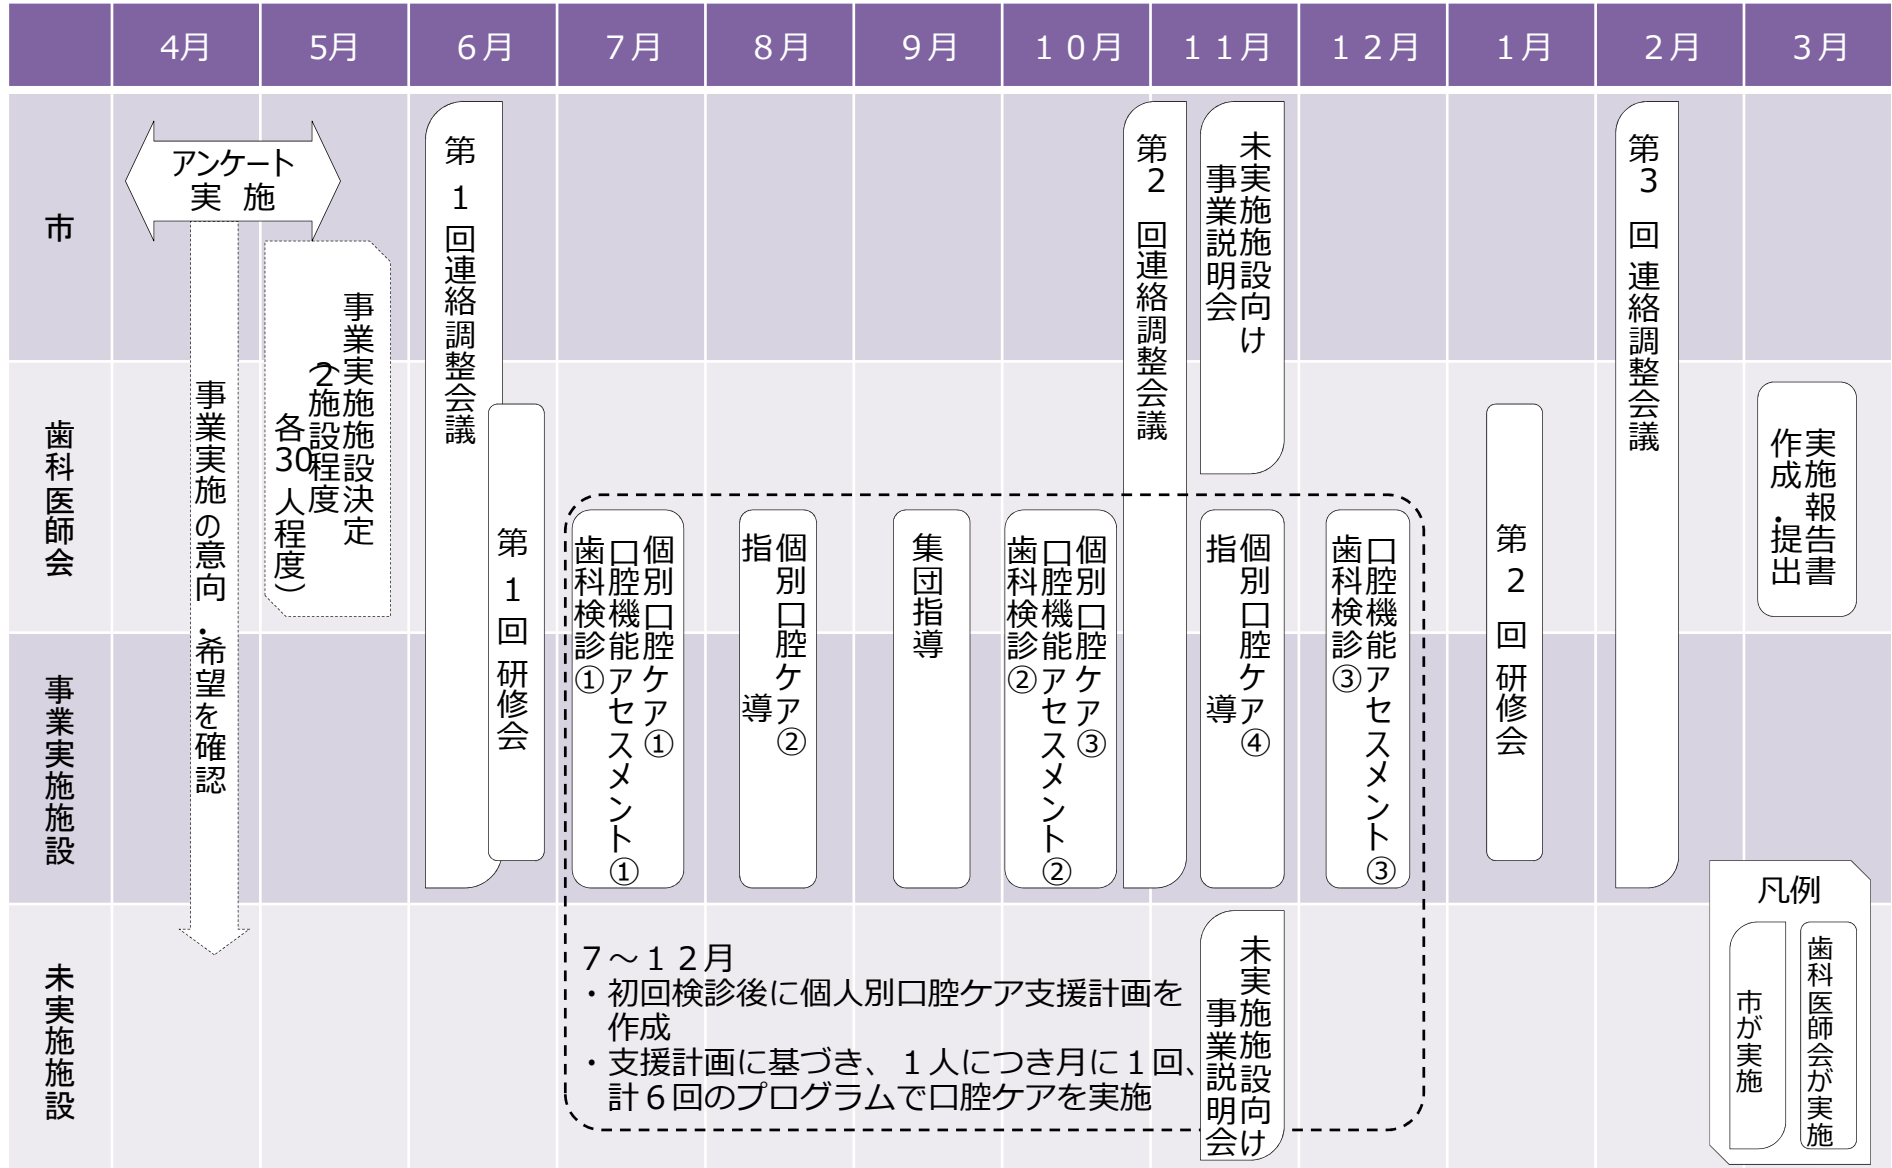 4月
5月
６月
７月
８月
９月
１０月
１１月
１２月
１月
２月
３月
市
歯科医師会
事業実施施設
未実施施設
アンケート
実 施
事業実施の意向・希望を確認
事業実施施設決定
（２施設程度
各30人程度）
第１回連絡調整会議
第１回研修会
個別口腔ケア①
口腔機能アセスメント①
歯科検診①
個別口腔ケア②
指 導
集団指導
個別口腔ケア③
口腔機能アセスメント②
歯科検診②
第２回連絡調整会議
未実施施設向け
事業説明会
個別口腔ケア④
指 導
口腔機能アセスメント③
歯科検診③
第２回研修会
第３回連絡調整会議
実施報告書
作成・提出
７～１２月
・初回検診後に個人別口腔ケア支援計画を
作成
・支援計画に基づき、１人につき月に１回、
計６回のプログラムで口腔ケアを実施
未実施施設向け
事業説明会
凡例
市が実施
歯科医師会が実施